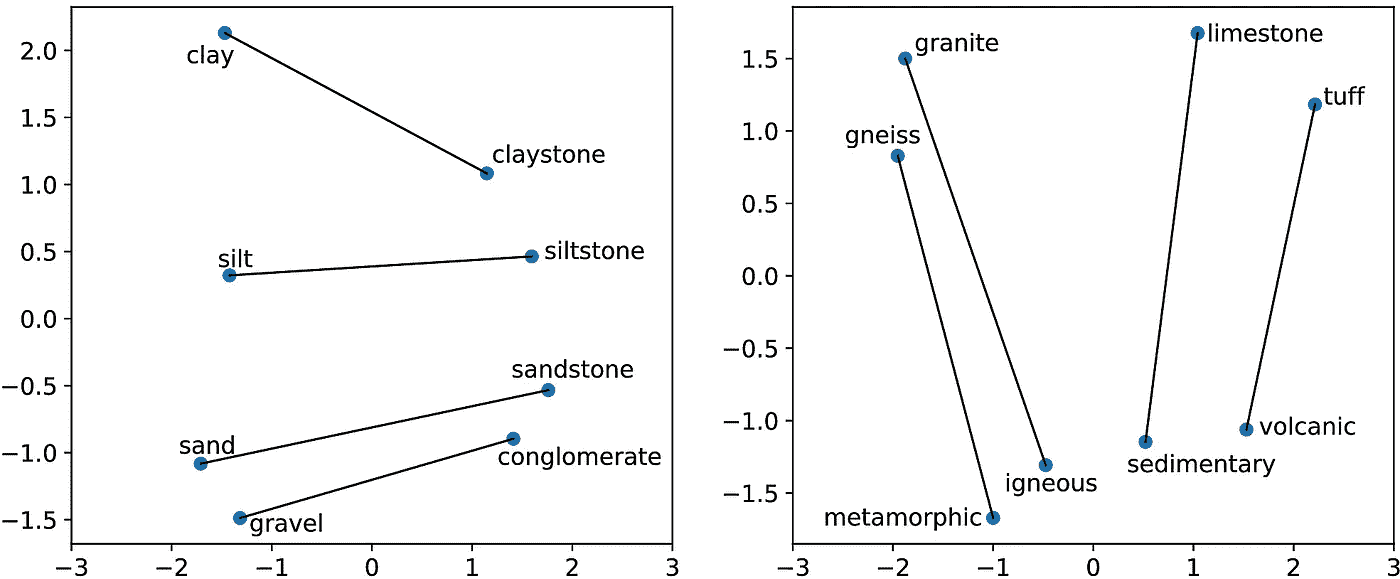 2.0
1.5
1.0
0.5
0.0
−0.5
−1.0
−1.5
clay
claystone
silt
siltstone
sandstone
sand
conglomerate
gravel
−3 −2 −1 0 1 2 3
1.5
1.0
0.5
0.0
−0.5
−1.0
−1.5
granite
limestone
tuff
gneiss
volcanic
sedimentary
igneous
metamorphic
−3 −2 −1 0 1 2 3